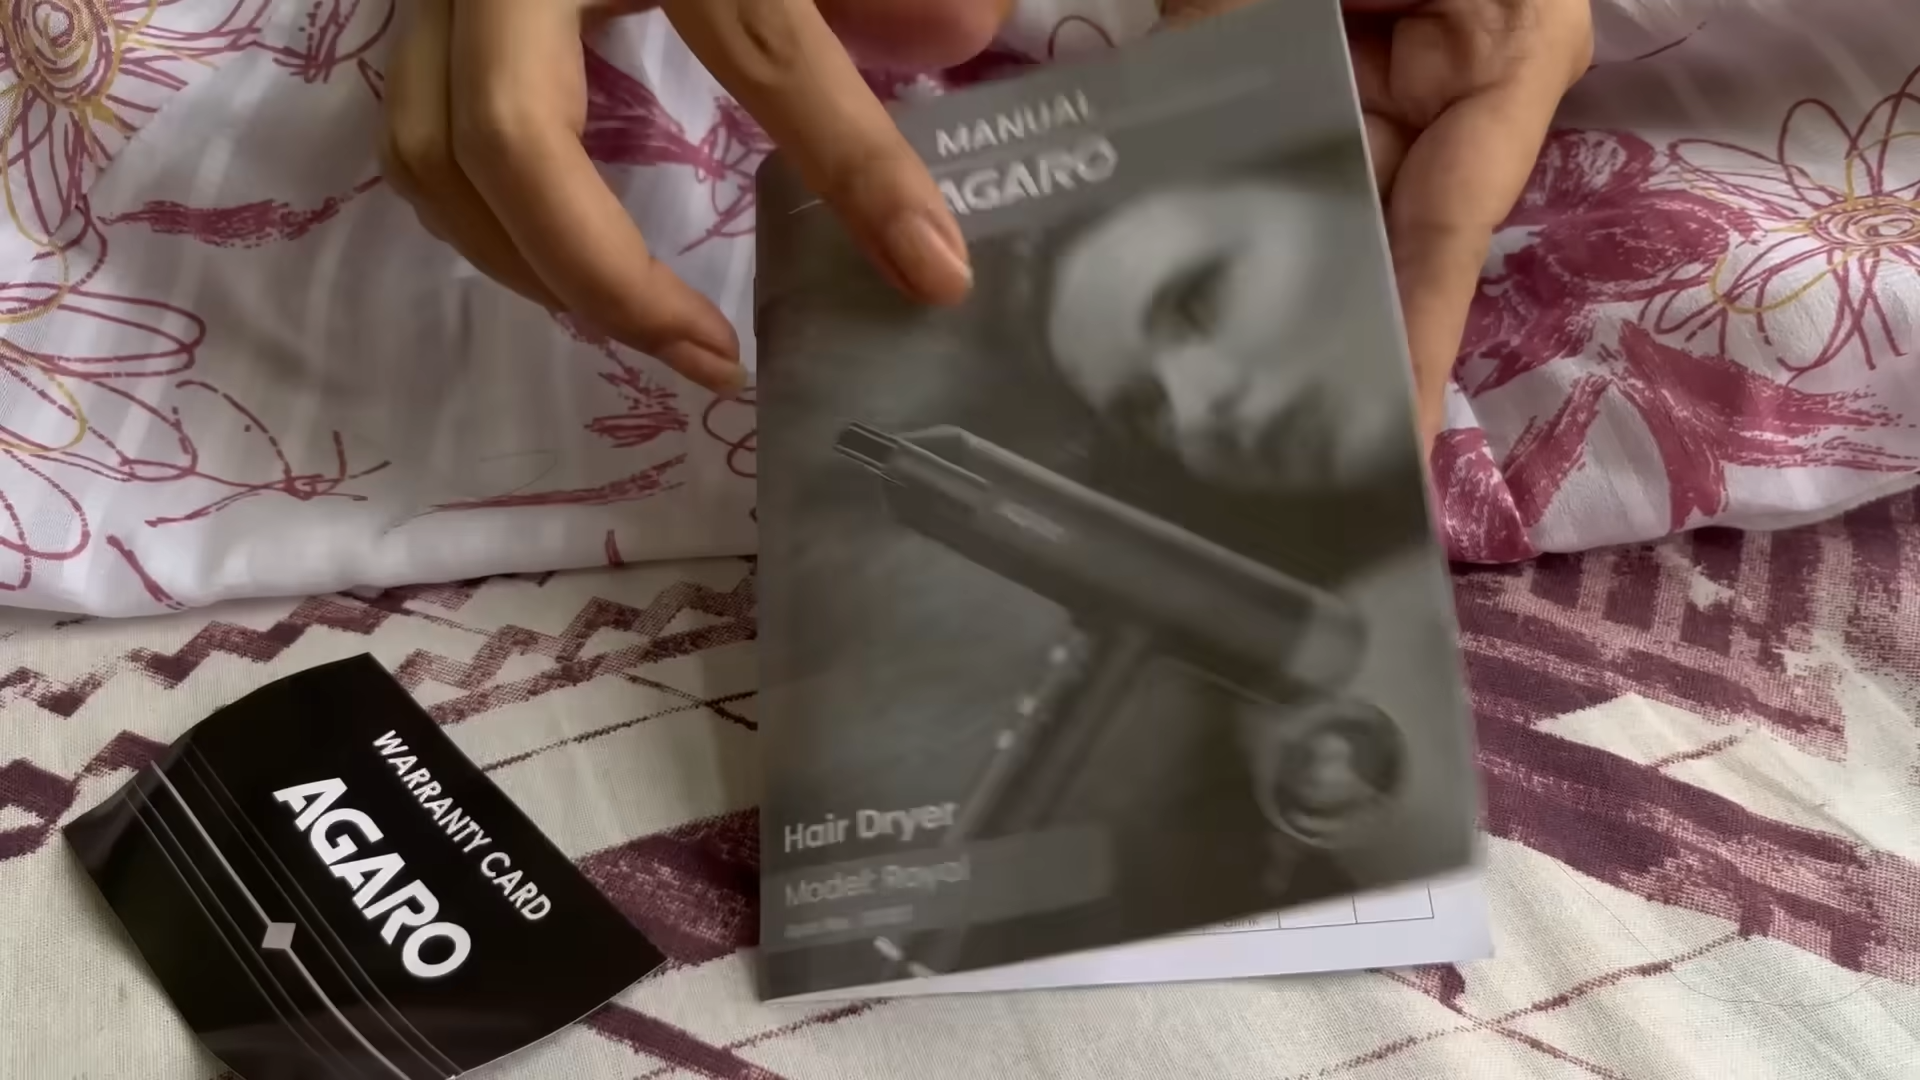 MANUAL
AGARO
Hair Dryer
Model: Royal
WARRANTY CARD
AGARO